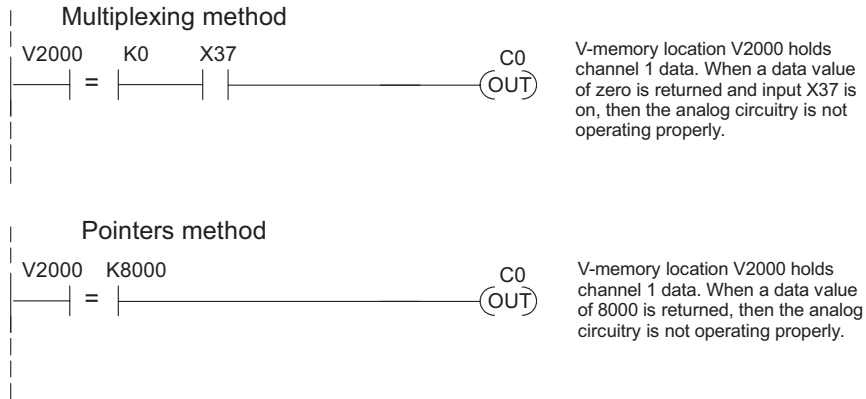 Multiplexing method
V2000 K0 X37 C0
= OUT
V-memory location V2000 holds
channel 1 data. When a data value
of zero is returned and input X37 is
on, then the analog circuitry is not
operating properly.
Pointers method
V2000 K8000 C0
= OUT
V-memory location V2000 holds
channel 1 data. When a data value
of 8000 is returned, then the analog
circuitry is not operating properly.